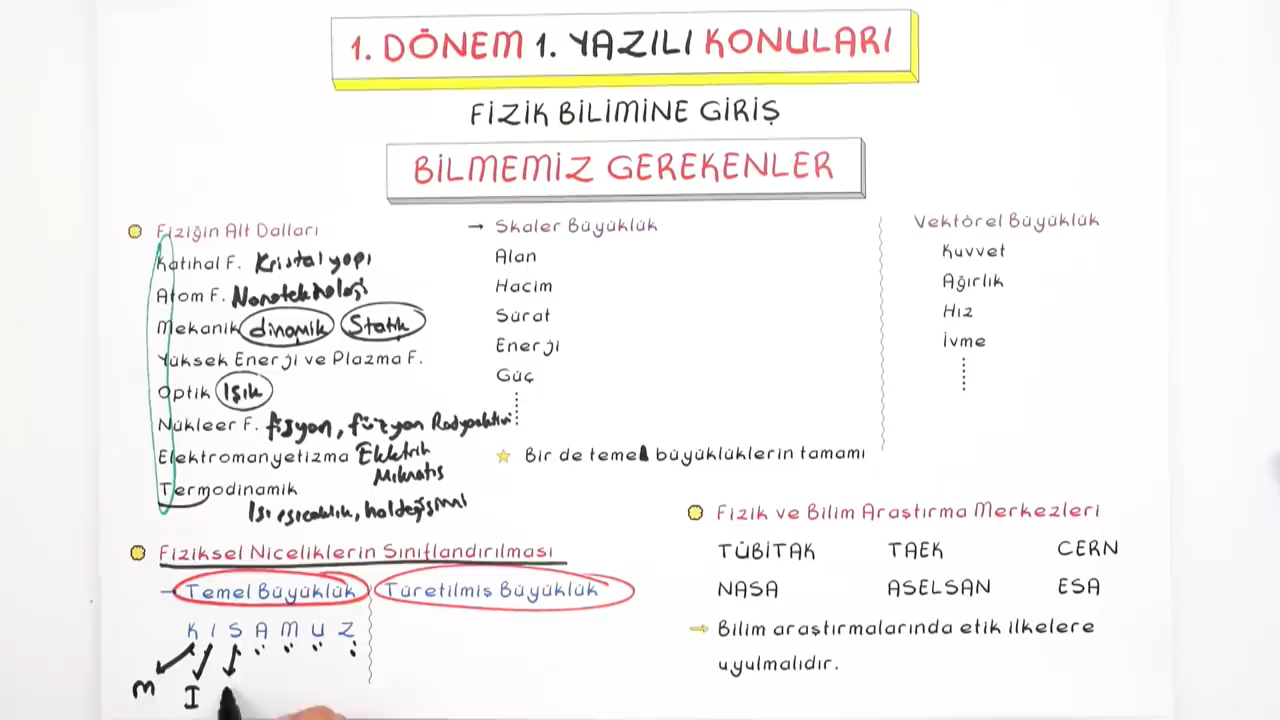 1. DÖNEM 1. YAZILI KONULARI
FİZİK BİLİMİNE GİRİŞ
BİLMEMİZ GEREKENLER
Fiziğin Alt Dalları
Katıhal F. Kristal yapı
Atom F. Nanoteknoloji
Mekanik dinamik Statik
Yüksek Enerji ve Plazma F.
Optik Işık
Nükleer F. fisyon, füzyon
Elektromanyetizma Elektrik
Termodinamik
→ Skaler Büyüklük
Alan
Hacim
Sürat
Enerji
Güç
Bir de temel büyüklüklerin tamamı
Vektörel Büyüklük
Kuvvet
Ağırlık
Hız
İvme
Fiziksel Niceliklerin Sınıflandırılması
→ Temel Büyüklük
Türetilmiş Büyüklük
K I S A M U Z
m I
Fizik ve Bilim Araştırma Merkezleri
TÜBİTAK TAEK CERN
NASA ASELSAN ESA
→ Bilim araştırmalarında etik ilkelere
uyulmalıdır.